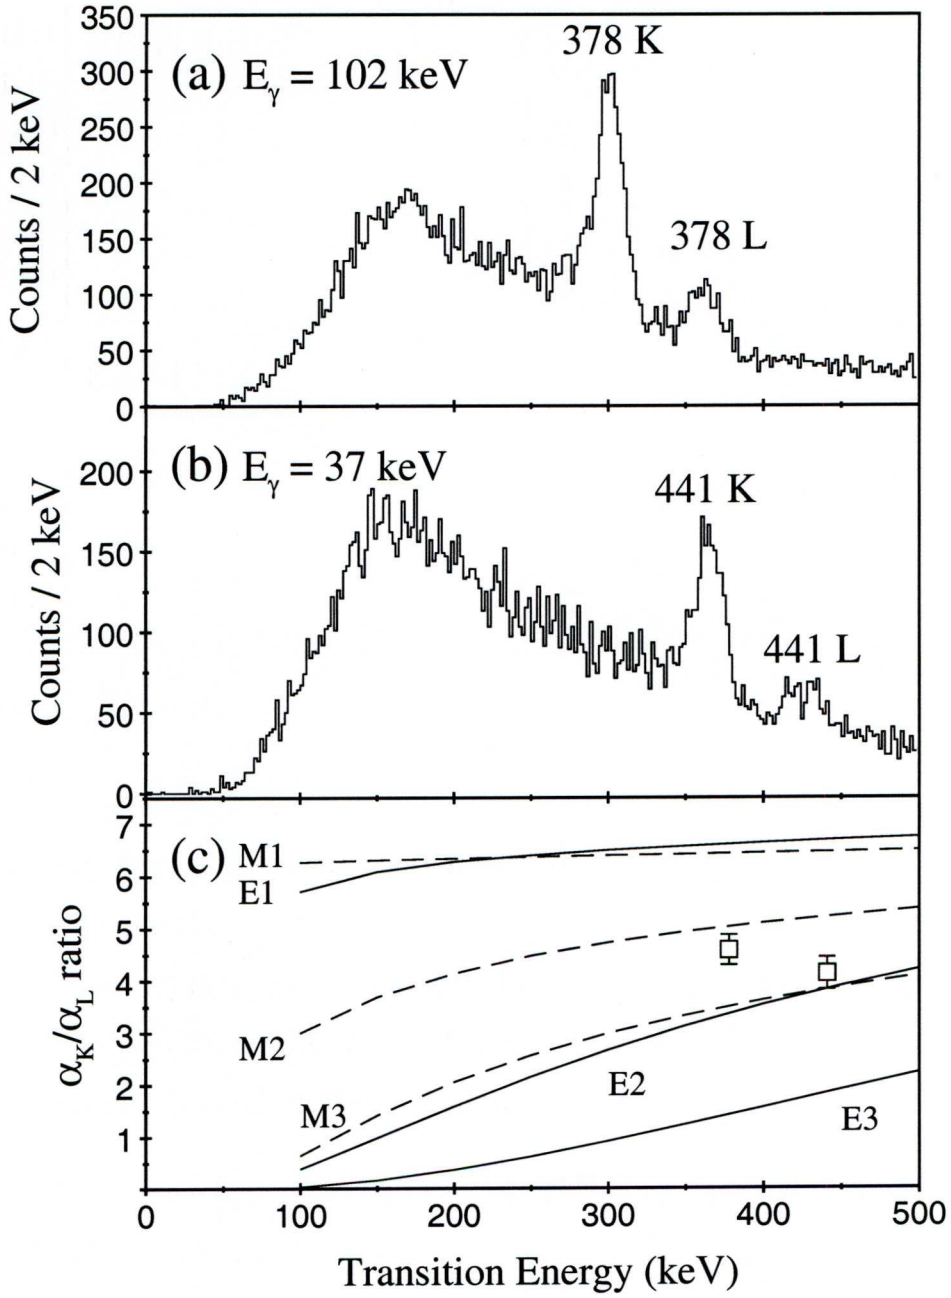 350
300
250
200
150
100
50
0
Counts / 2 keV
(a) Eγ = 102 keV
378 K
378 L
200
150
100
50
0
Counts / 2 keV
(b) Eγ = 37 keV
441 K
441 L
7
6
5
4
3
2
1
αK/αL ratio
(c)
M1
E1
M2
M3
E2
E3
0 100 200 300 400 500
Transition Energy (keV)